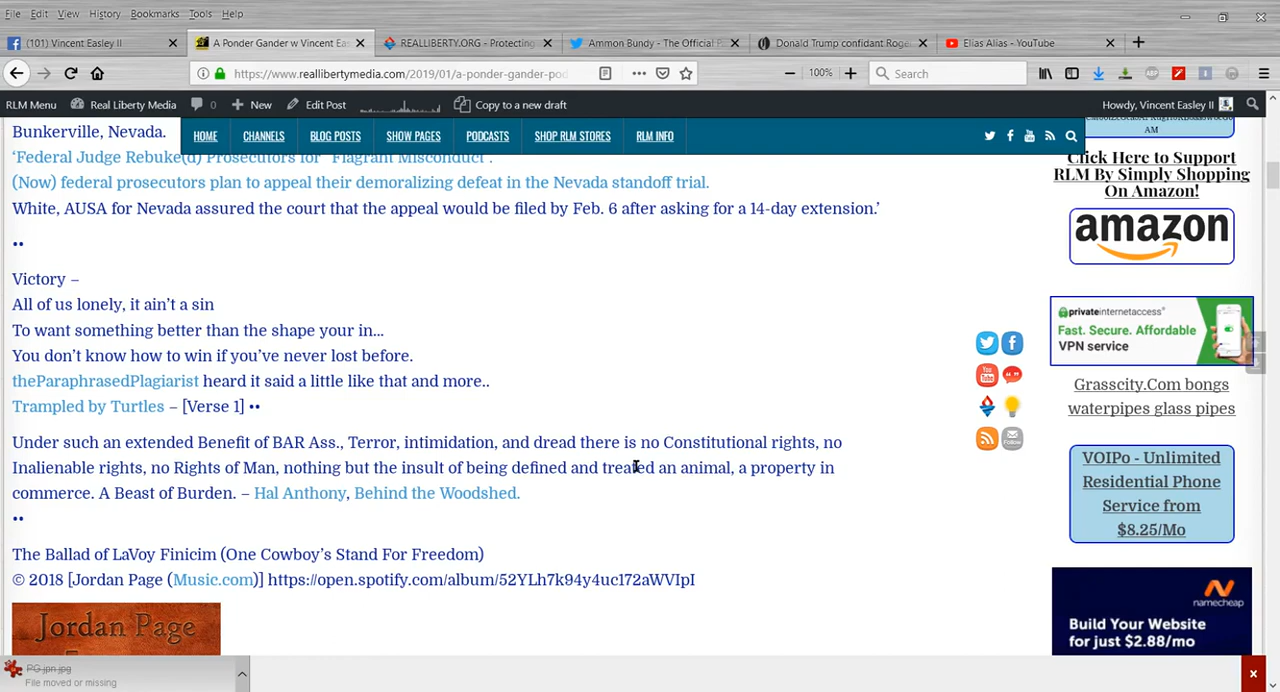 File Edit View History Bookmarks Tools Help
(101) Vincent Easley II
A Ponder Gander w Vincent Eas
REALLIBERTY.ORG - Protecting
Ammon Bundy - The Official P
Donald Trump confidant Roge
Elias Alias - YouTube
https://www.reallibertymedia.com/2019/01/a-ponder-gander-pod
100%
Search
RLM Menu Real Liberty Media 0 New Edit Post Copy to a new draft Howdy, Vincent Easley II
HOME CHANNELS BLOG POSTS SHOW PAGES PODCASTS SHOP RLM STORES RLM INFO
Bunkerville, Nevada.
‘Federal Judge Rebuke(d) Prosecutors for “Flagrant Misconduct”.
(Now) federal prosecutors plan to appeal their demoralizing defeat in the Nevada standoff trial.
White, AUSA for Nevada assured the court that the appeal would be filed by Feb. 6 after asking for a 14-day extension.’
••
Victory –
All of us lonely, it ain’t a sin
To want something better than the shape your in…
You don’t know how to win if you’ve never lost before.
theParaphrasedPlagiarist heard it said a little like that and more..
Trampled by Turtles – [Verse 1] ••
Under such an extended Benefit of BAR Ass., Terror, intimidation, and dread there is no Constitutional rights, no
Inalienable rights, no Rights of Man, nothing but the insult of being defined and treated an animal, a property in
commerce. A Beast of Burden. – Hal Anthony, Behind the Woodshed.
••
The Ballad of LaVoy Finicim (One Cowboy’s Stand For Freedom)
© 2018 [Jordan Page (Music.com)] https://open.spotify.com/album/52YLh7k94y4uc172aWVIpI
Jordan Page
AM
Click Here to Support
RLM By Simply Shopping
On Amazon!
amazon
privateinternetaccess
Fast. Secure. Affordable
VPN service
Grasscity.Com bongs
waterpipes glass pipes
You
Tube
Follow
VOIPo - Unlimited
Residential Phone
Service from
$8.25/Mo
namecheap
Build Your Website
for just $2.88/mo
PG-jpn.jpg
File moved or missing